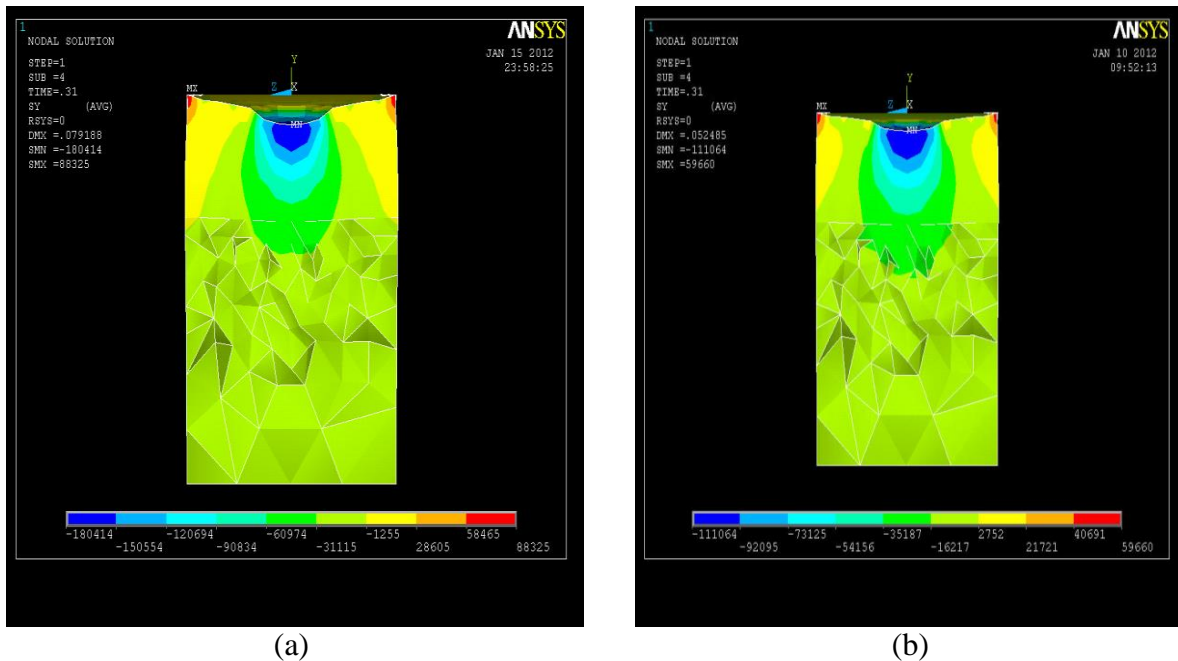 1
ANSYS
NODAL SOLUTION
JAN 15 2012
23:58:25
STEP=1
SUB =4
TIME=.31
SY (AVG)
RSYS=0
DMX =.079188
SMN =-180414
SMX =88325
Y
Z X
MX
MN
-180414 -120694 -60974 -1255 58465
-150554 -90834 -31115 28605 88325
(a)
1
ANSYS
NODAL SOLUTION
JAN 10 2012
09:52:13
STEP=1
SUB =4
TIME=.31
SY (AVG)
RSYS=0
DMX =.052485
SMN =-111064
SMX =59660
Y
Z X
MX
MN
-111064 -73125 -35187 2752 40691
-92095 -54156 -16217 21721 59660
(b)